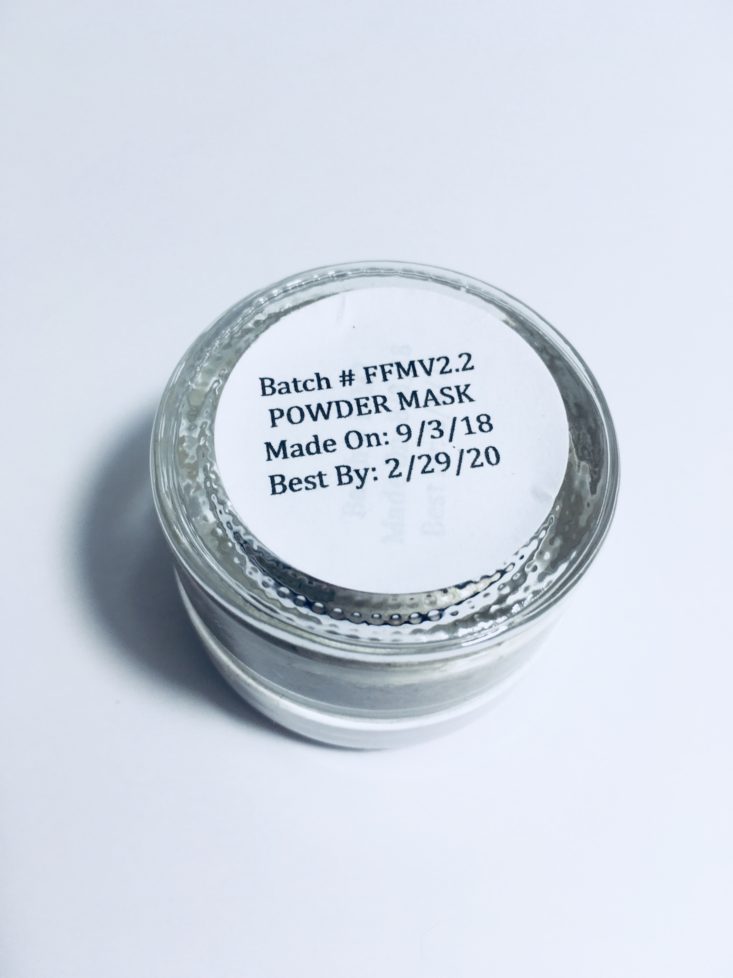 Batch # FFMV2.2
POWDER MASK
Made On: 9/3/18
Best By: 2/29/20